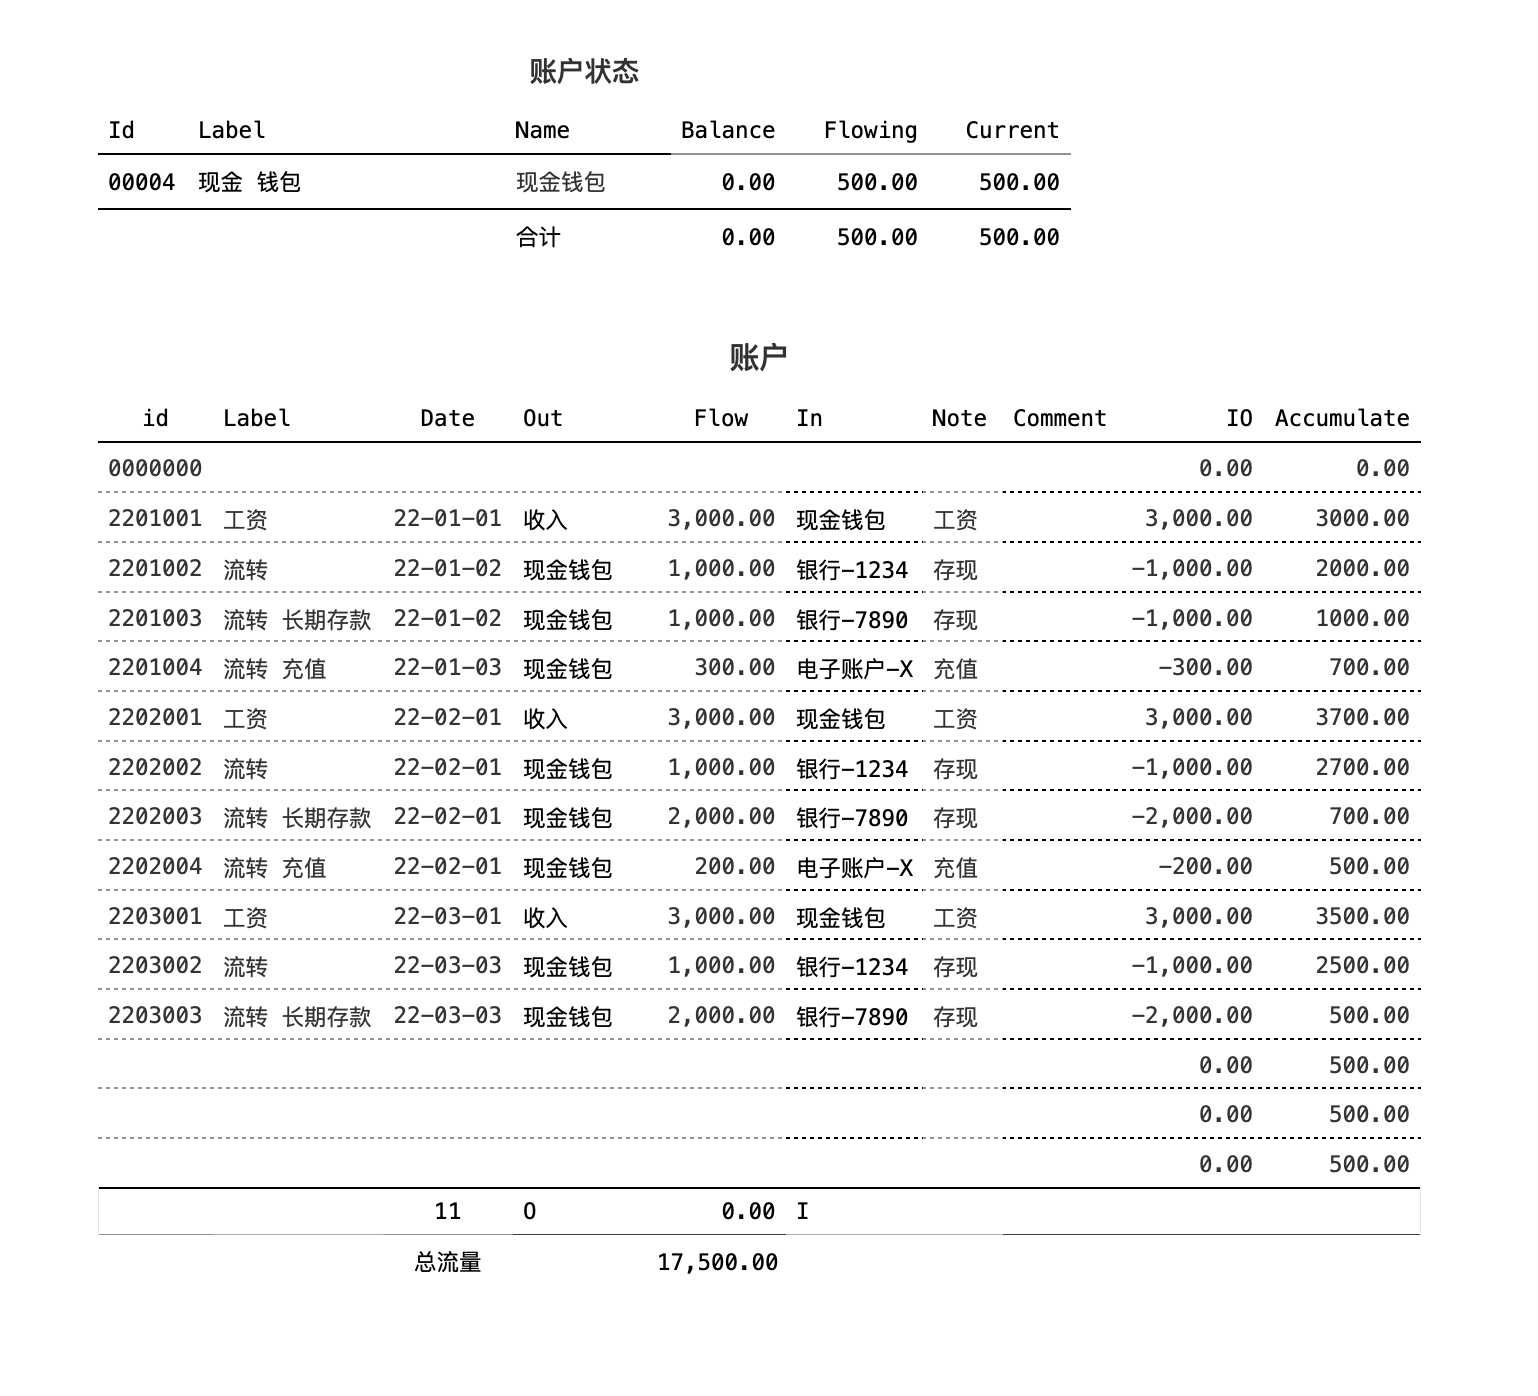 账户状态
Id Label Name Balance Flowing Current
00004 现金 钱包 现金钱包 0.00 500.00 500.00
合计 0.00 500.00 500.00
账户
id Label Date Out Flow In Note Comment IO Accumulate
0000000 0.00 0.00
2201001 工资 22-01-01 收入 3,000.00 现金钱包 工资 3,000.00 3000.00
2201002 流转 22-01-02 现金钱包 1,000.00 银行-1234 存现 -1,000.00 2000.00
2201003 流转 长期存款 22-01-02 现金钱包 1,000.00 银行-7890 存现 -1,000.00 1000.00
2201004 流转 充值 22-01-03 现金钱包 300.00 电子账户-X 充值 -300.00 700.00
2202001 工资 22-02-01 收入 3,000.00 现金钱包 工资 3,000.00 3700.00
2202002 流转 22-02-01 现金钱包 1,000.00 银行-1234 存现 -1,000.00 2700.00
2202003 流转 长期存款 22-02-01 现金钱包 2,000.00 银行-7890 存现 -2,000.00 700.00
2202004 流转 充值 22-02-01 现金钱包 200.00 电子账户-X 充值 -200.00 500.00
2203001 工资 22-03-01 收入 3,000.00 现金钱包 工资 3,000.00 3500.00
2203002 流转 22-03-03 现金钱包 1,000.00 银行-1234 存现 -1,000.00 2500.00
2203003 流转 长期存款 22-03-03 现金钱包 2,000.00 银行-7890 存现 -2,000.00 500.00
0.00 500.00
0.00 500.00
0.00 500.00
11 O 0.00 I
总流量 17,500.00